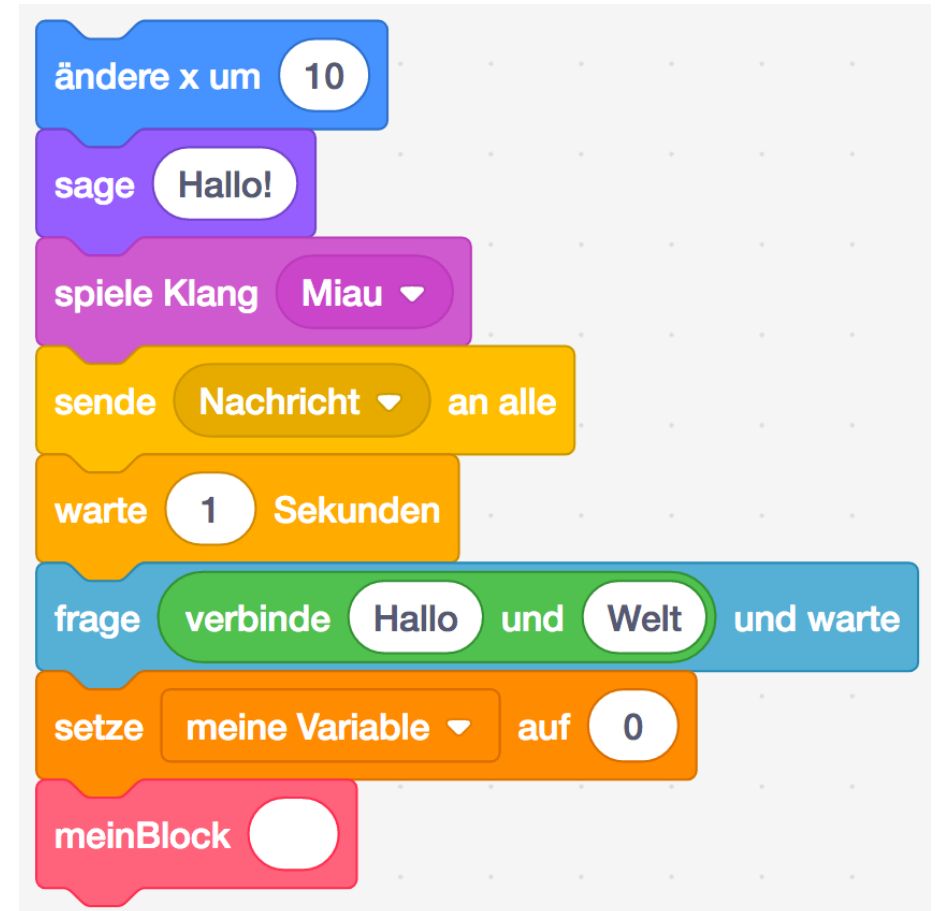 ändere x um 10
sage Hallo!
spiele Klang Miau
sende Nachricht an alle
warte 1 Sekunden
frage verbinde Hallo und Welt und warte
setze meine Variable auf 0
meinBlock